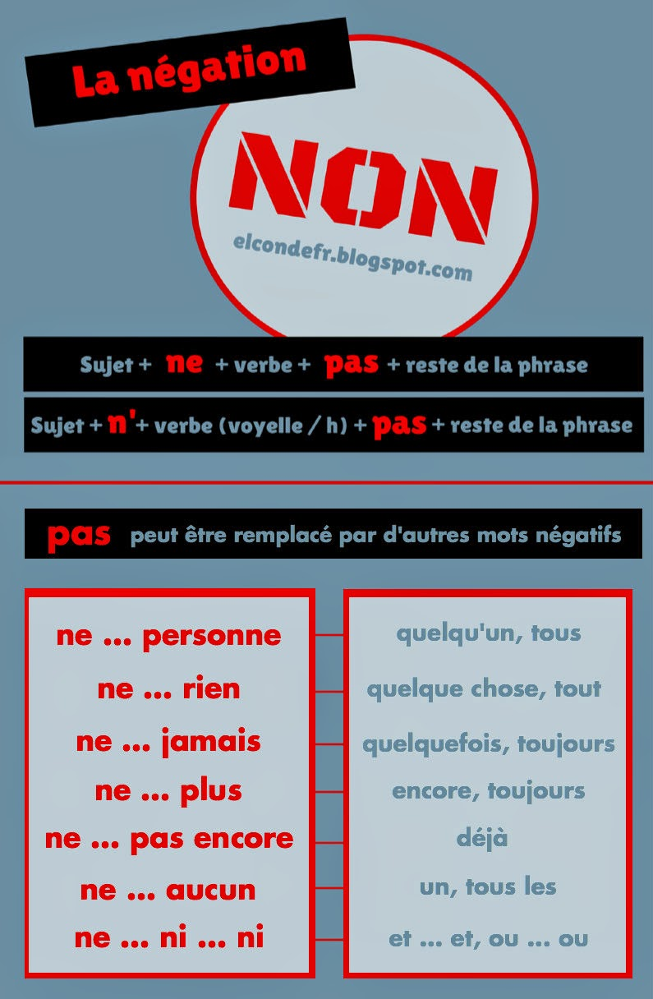 La négation
NON
elcondefr.blogspot.com
Sujet + ne + verbe + pas + reste de la phrase
Sujet + n'+ verbe (voyelle / h) + pas + reste de la phrase
pas peut être remplacé par d'autres mots négatifs
ne ... personne quelqu'un, tous
ne ... rien quelque chose, tout
ne ... jamais quelquefois, toujours
ne ... plus encore, toujours
ne ... pas encore déjà
ne ... aucun un, tous les
ne ... ni ... ni et ... et, ou ... ou